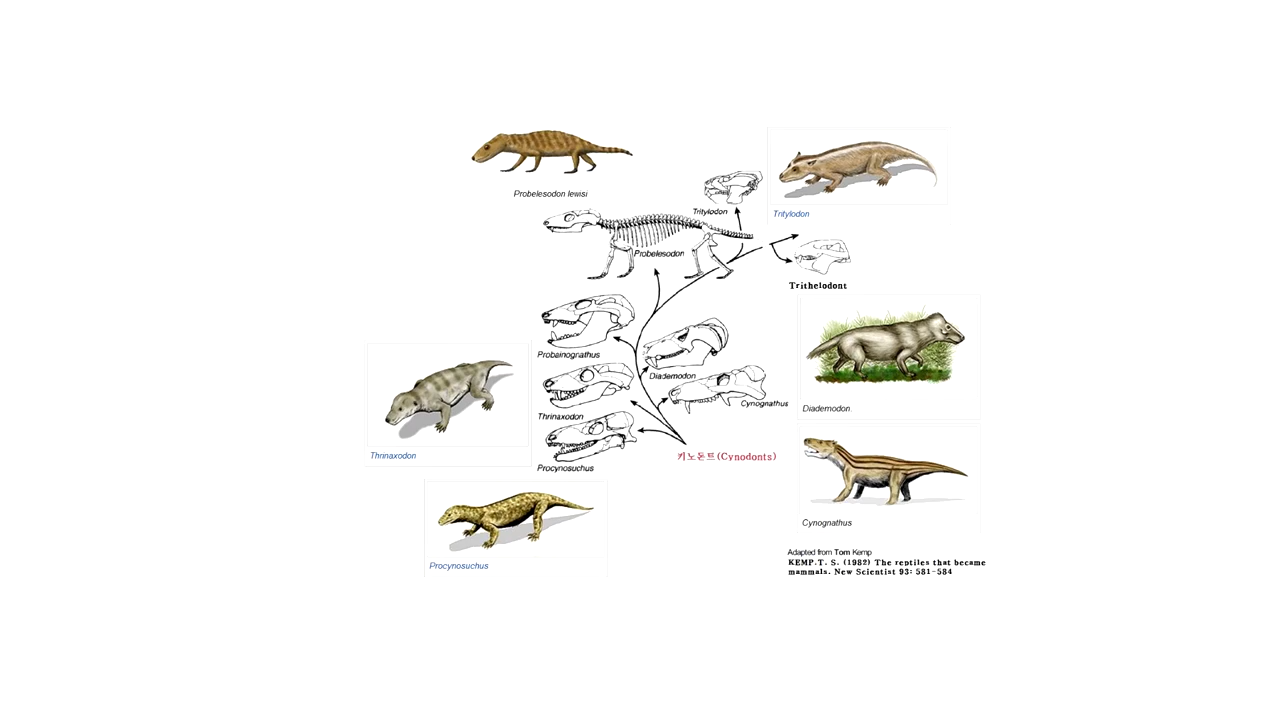 Probelesodon lewisi
Tritylodon
Tritylodon
Probelesodon
Trithelodont
Probainognathus
Diademodon
Cynognathus
Thrinaxodon
Diademodon
Thrinaxodon
키노돈트(Cynodonts)
Procynosuchus
Cynognathus
Procynosuchus
Adapted from Tom Kemp
KEMP.T. S. (1982) The reptiles that became
mammals. New Scientist 93: 581-584